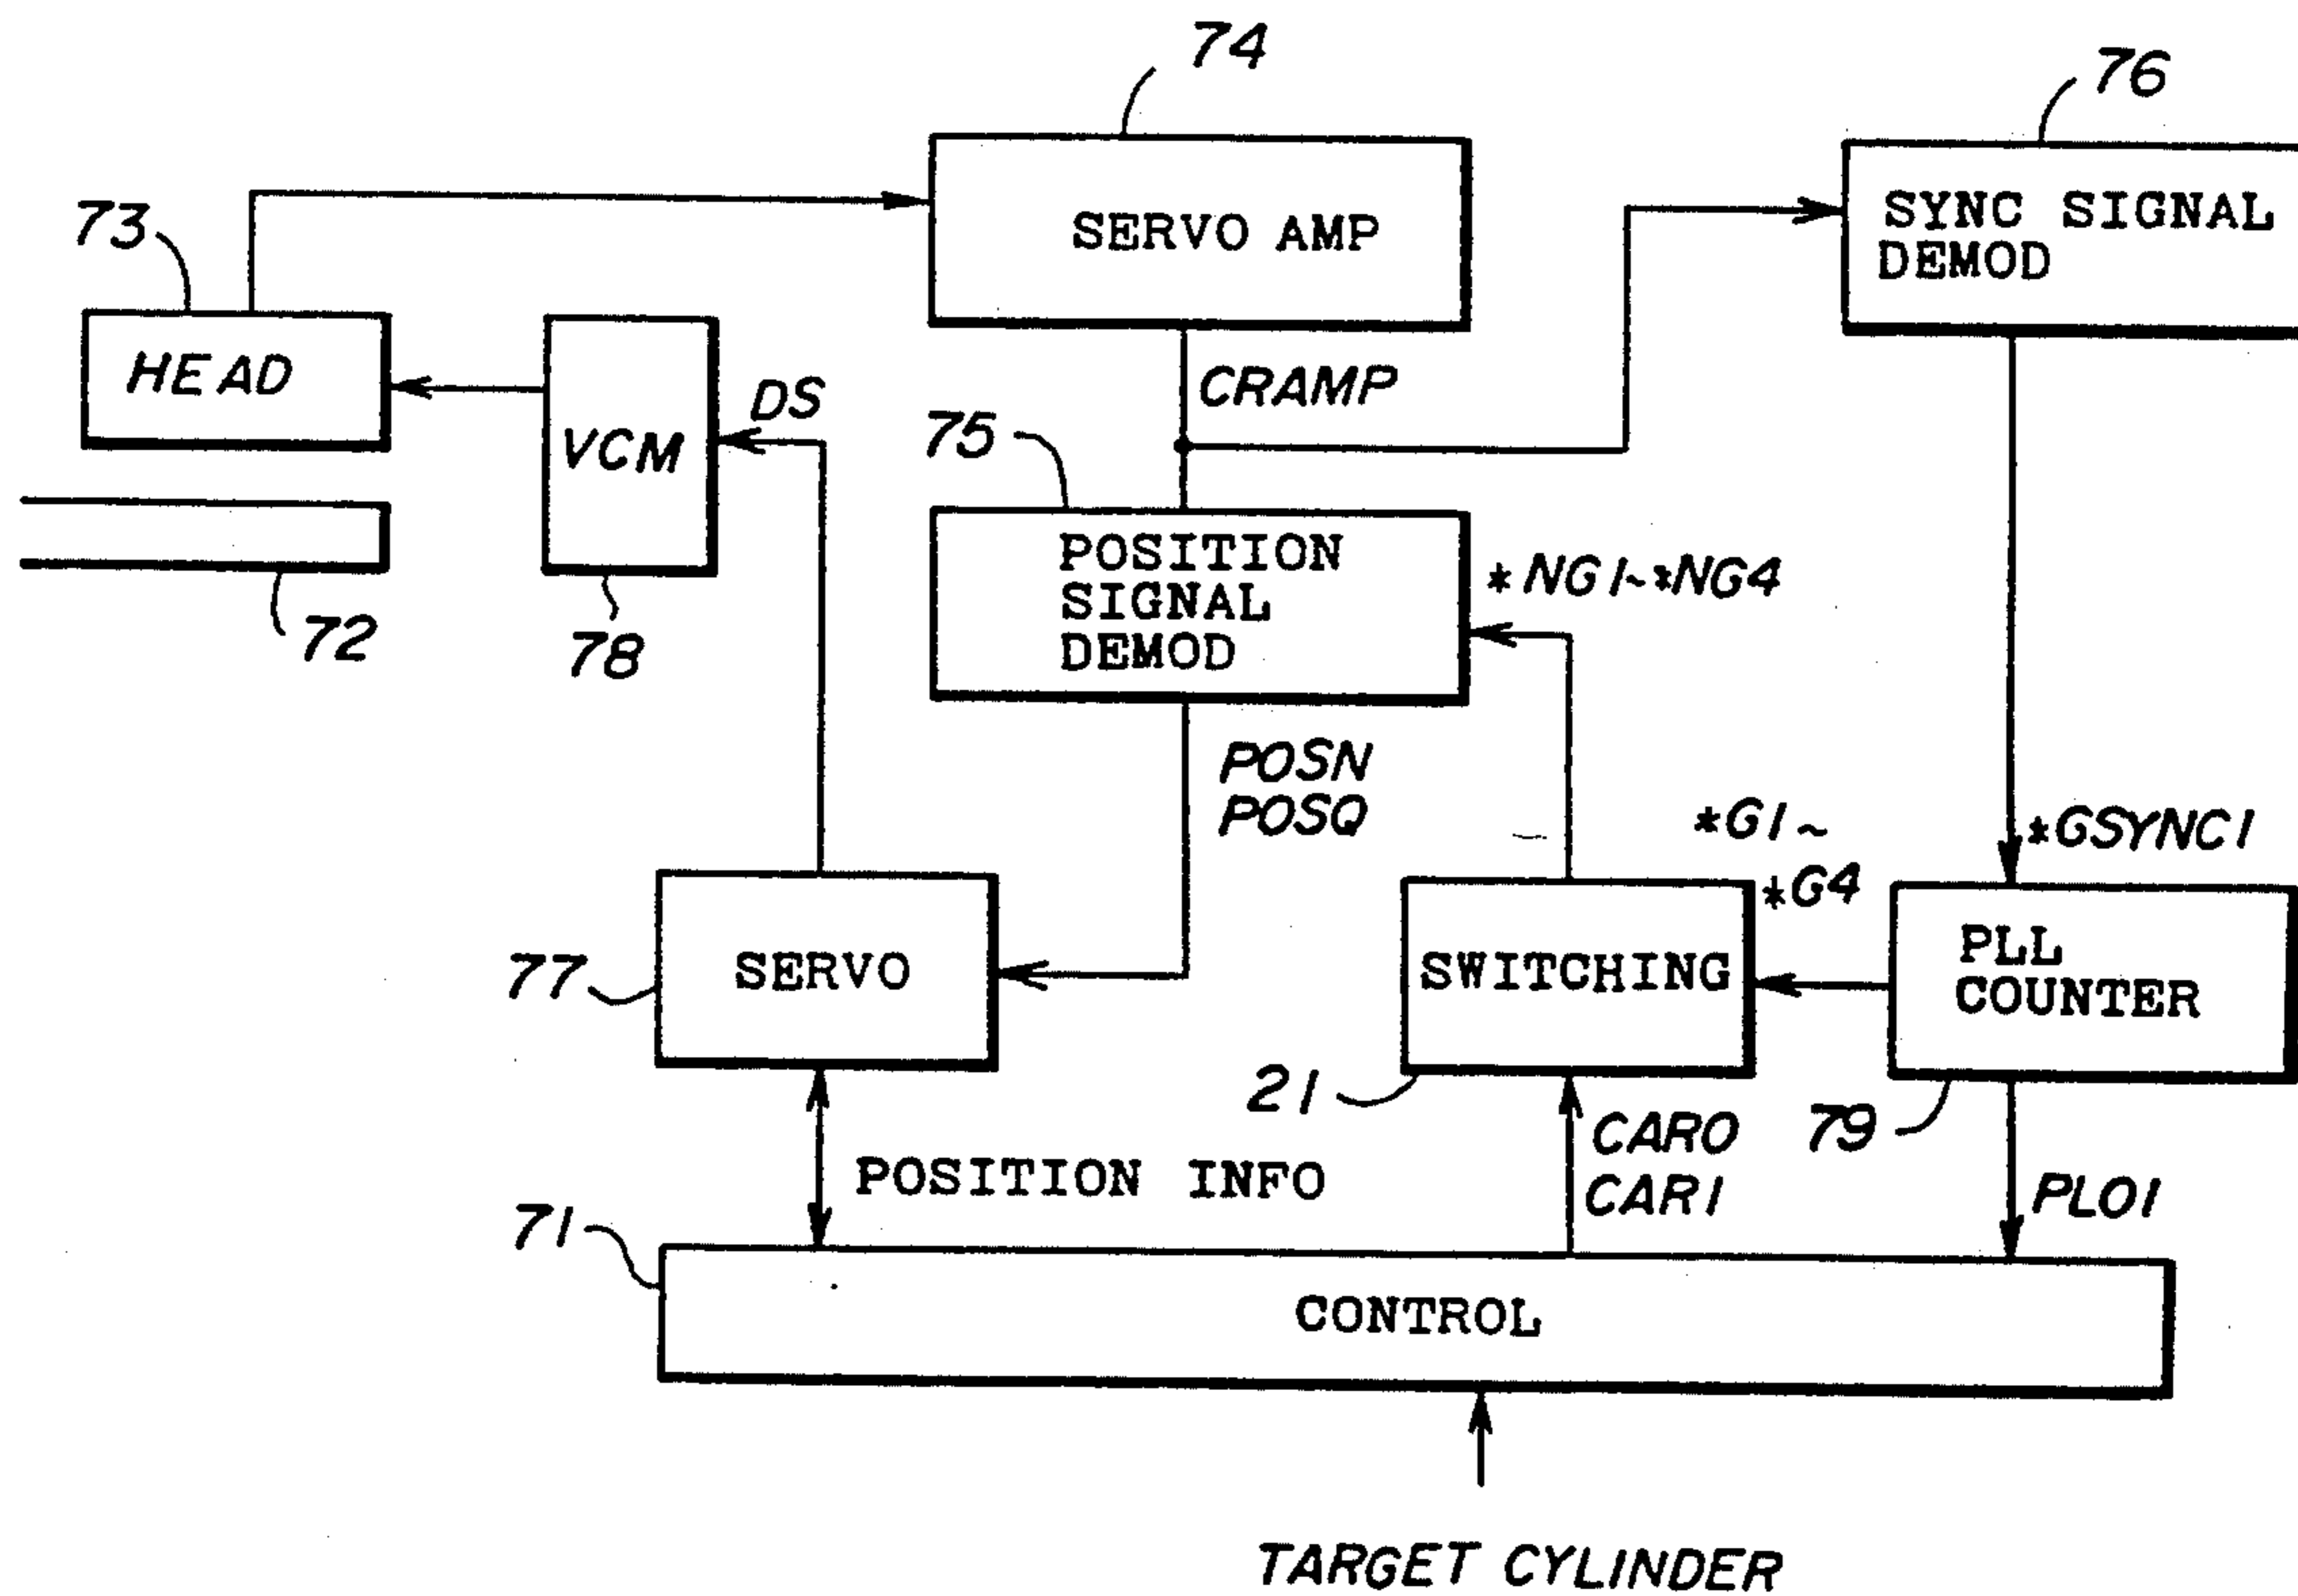 74
76
73
SERVO AMP
SYNC SIGNAL
DEMOD
HEAD
DS
CRAMP
75
VCM
POSITION
SIGNAL
DEMOD
*NG1~*NG4
72
78
POSN
POSQ
*G1~
*G4
*GSYNC1
77
SERVO
SWITCHING
PLL
COUNTER
21
CAR0
CAR1
79
POSITION INFO
PLO1
71
CONTROL
TARGET CYLINDER